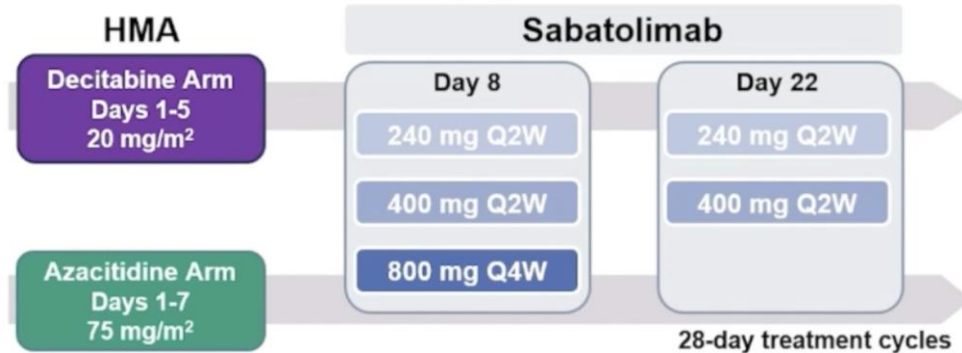 HMA
Sabatolimab
Decitabine Arm
Days 1-5
20 mg/m²
Day 8
Day 22
240 mg Q2W
240 mg Q2W
400 mg Q2W
400 mg Q2W
800 mg Q4W
Azacitidine Arm
Days 1-7
75 mg/m²
28-day treatment cycles